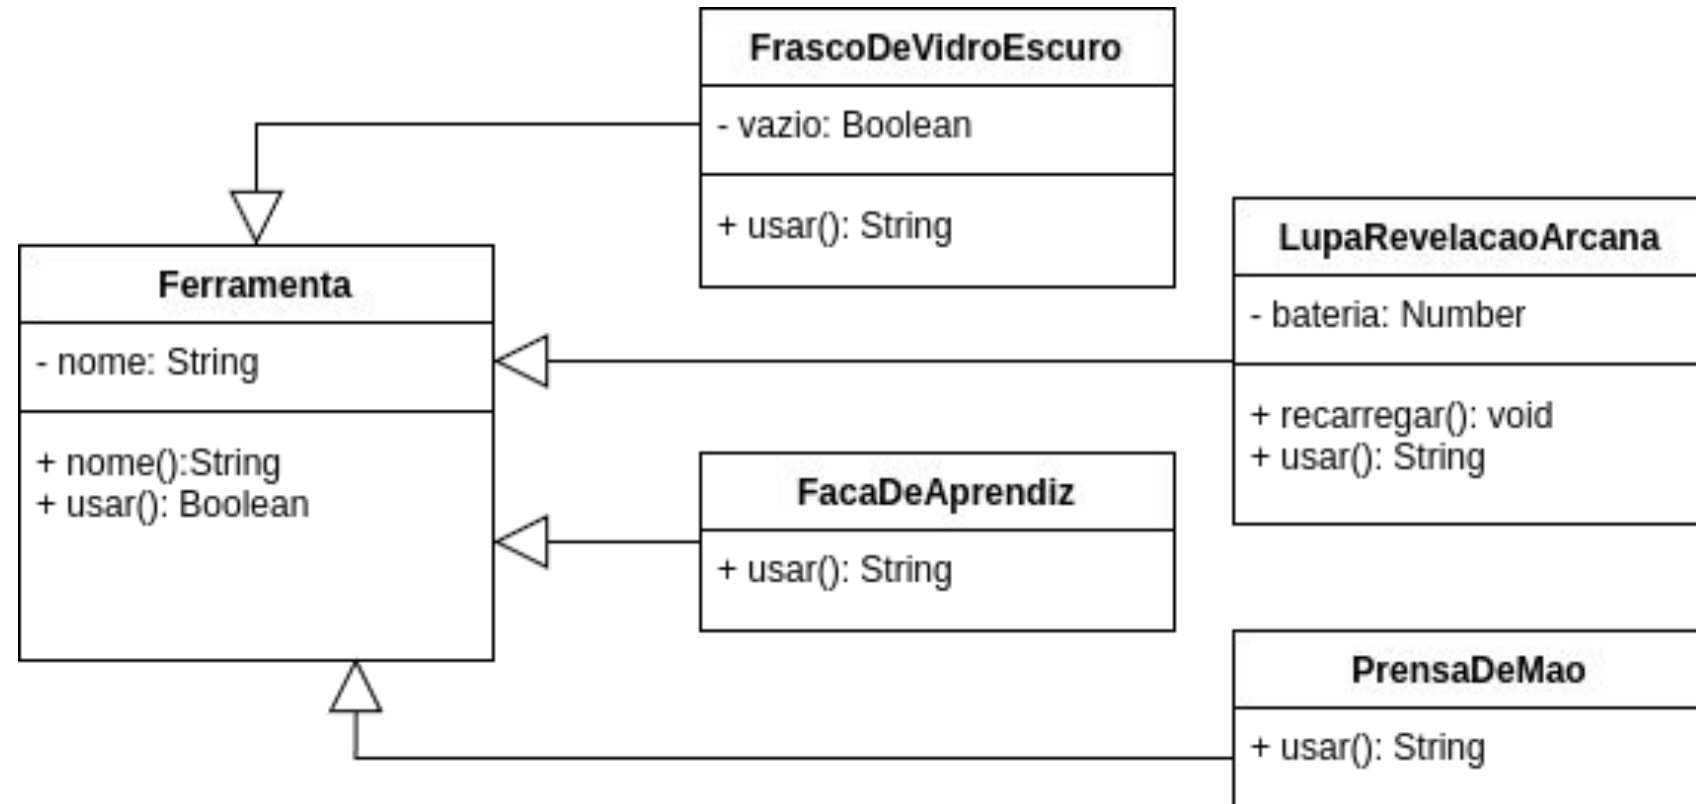 FrascoDeVidroEscuro
- vazio: Boolean
+ usar(): String
Ferramenta
- nome: String
+ nome():String
+ usar(): Boolean
LupaRevelacaoArcana
- bateria: Number
+ recarregar(): void
+ usar(): String
FacaDeAprendiz
+ usar(): String
PrensaDeMao
+ usar(): String